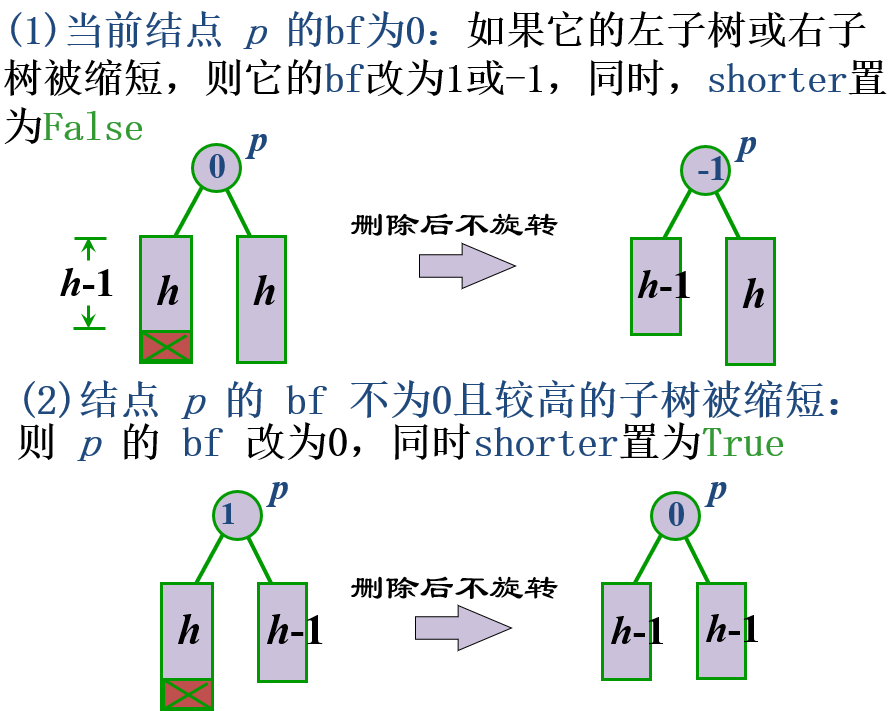 (1)当前结点 p 的bf为0：如果它的左子树或右子
树被缩短，则它的bf改为1或-1，同时，shorter置
为False
0 p
-1 p
删除后不旋转
h-1
h
h
h-1
h
(2)结点 p 的 bf 不为0且较高的子树被缩短：
则 p 的 bf 改为0，同时shorter置为True
1 p
0 p
删除后不旋转
h
h-1
h-1
h-1